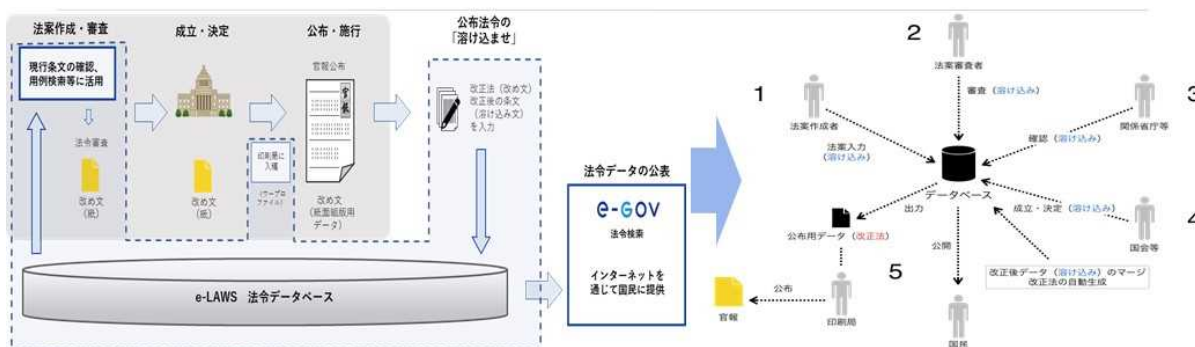 法案作成・審査
成立・決定
公布・施行
公布法令の
「溶け込ませ」
現行条文の確認、
用例検索等に活用
法令審査
改め文
(紙)
改め文
(紙)
印刷局に
入稿
(ワープロ
ファイル)
官報公布
官報
改め文
(紙面組版用
データ)
改正法(改め文)
改正後の条文
(溶け込み文)
を入力
e-LAWS 法令データベース
法令データの公表
e-GOV
法令検索
インターネットを
通じて国民に提供
1
法案作成者
法案入力
(溶け込み)
2
法案審査者
審査(溶け込み)
3
関係省庁等
確認(溶け込み)
データベース
4
国会等
成立・決定(溶け込み)
出力
公布用データ(改正法)
公開
5
改正後データ(溶け込み)のマージ
改正法の自動生成
公布
官報
印刷局
国民